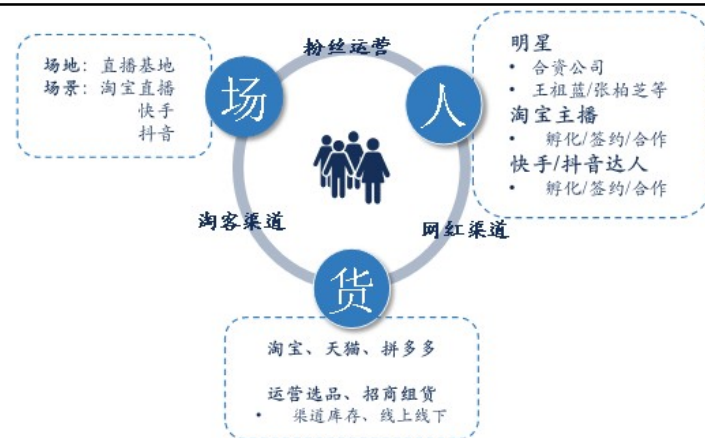 粉丝运营
场地：直播基地
场景：淘宝直播
快手
抖音
场
人
明星
• 合资公司
• 王祖蓝/张柏芝等
淘宝主播
• 孵化/签约/合作
快手/抖音达人
• 孵化/签约/合作
淘客渠道
网红渠道
货
淘宝、天猫、拼多多
运营选品、招商组货
• 渠道库存、线上线下